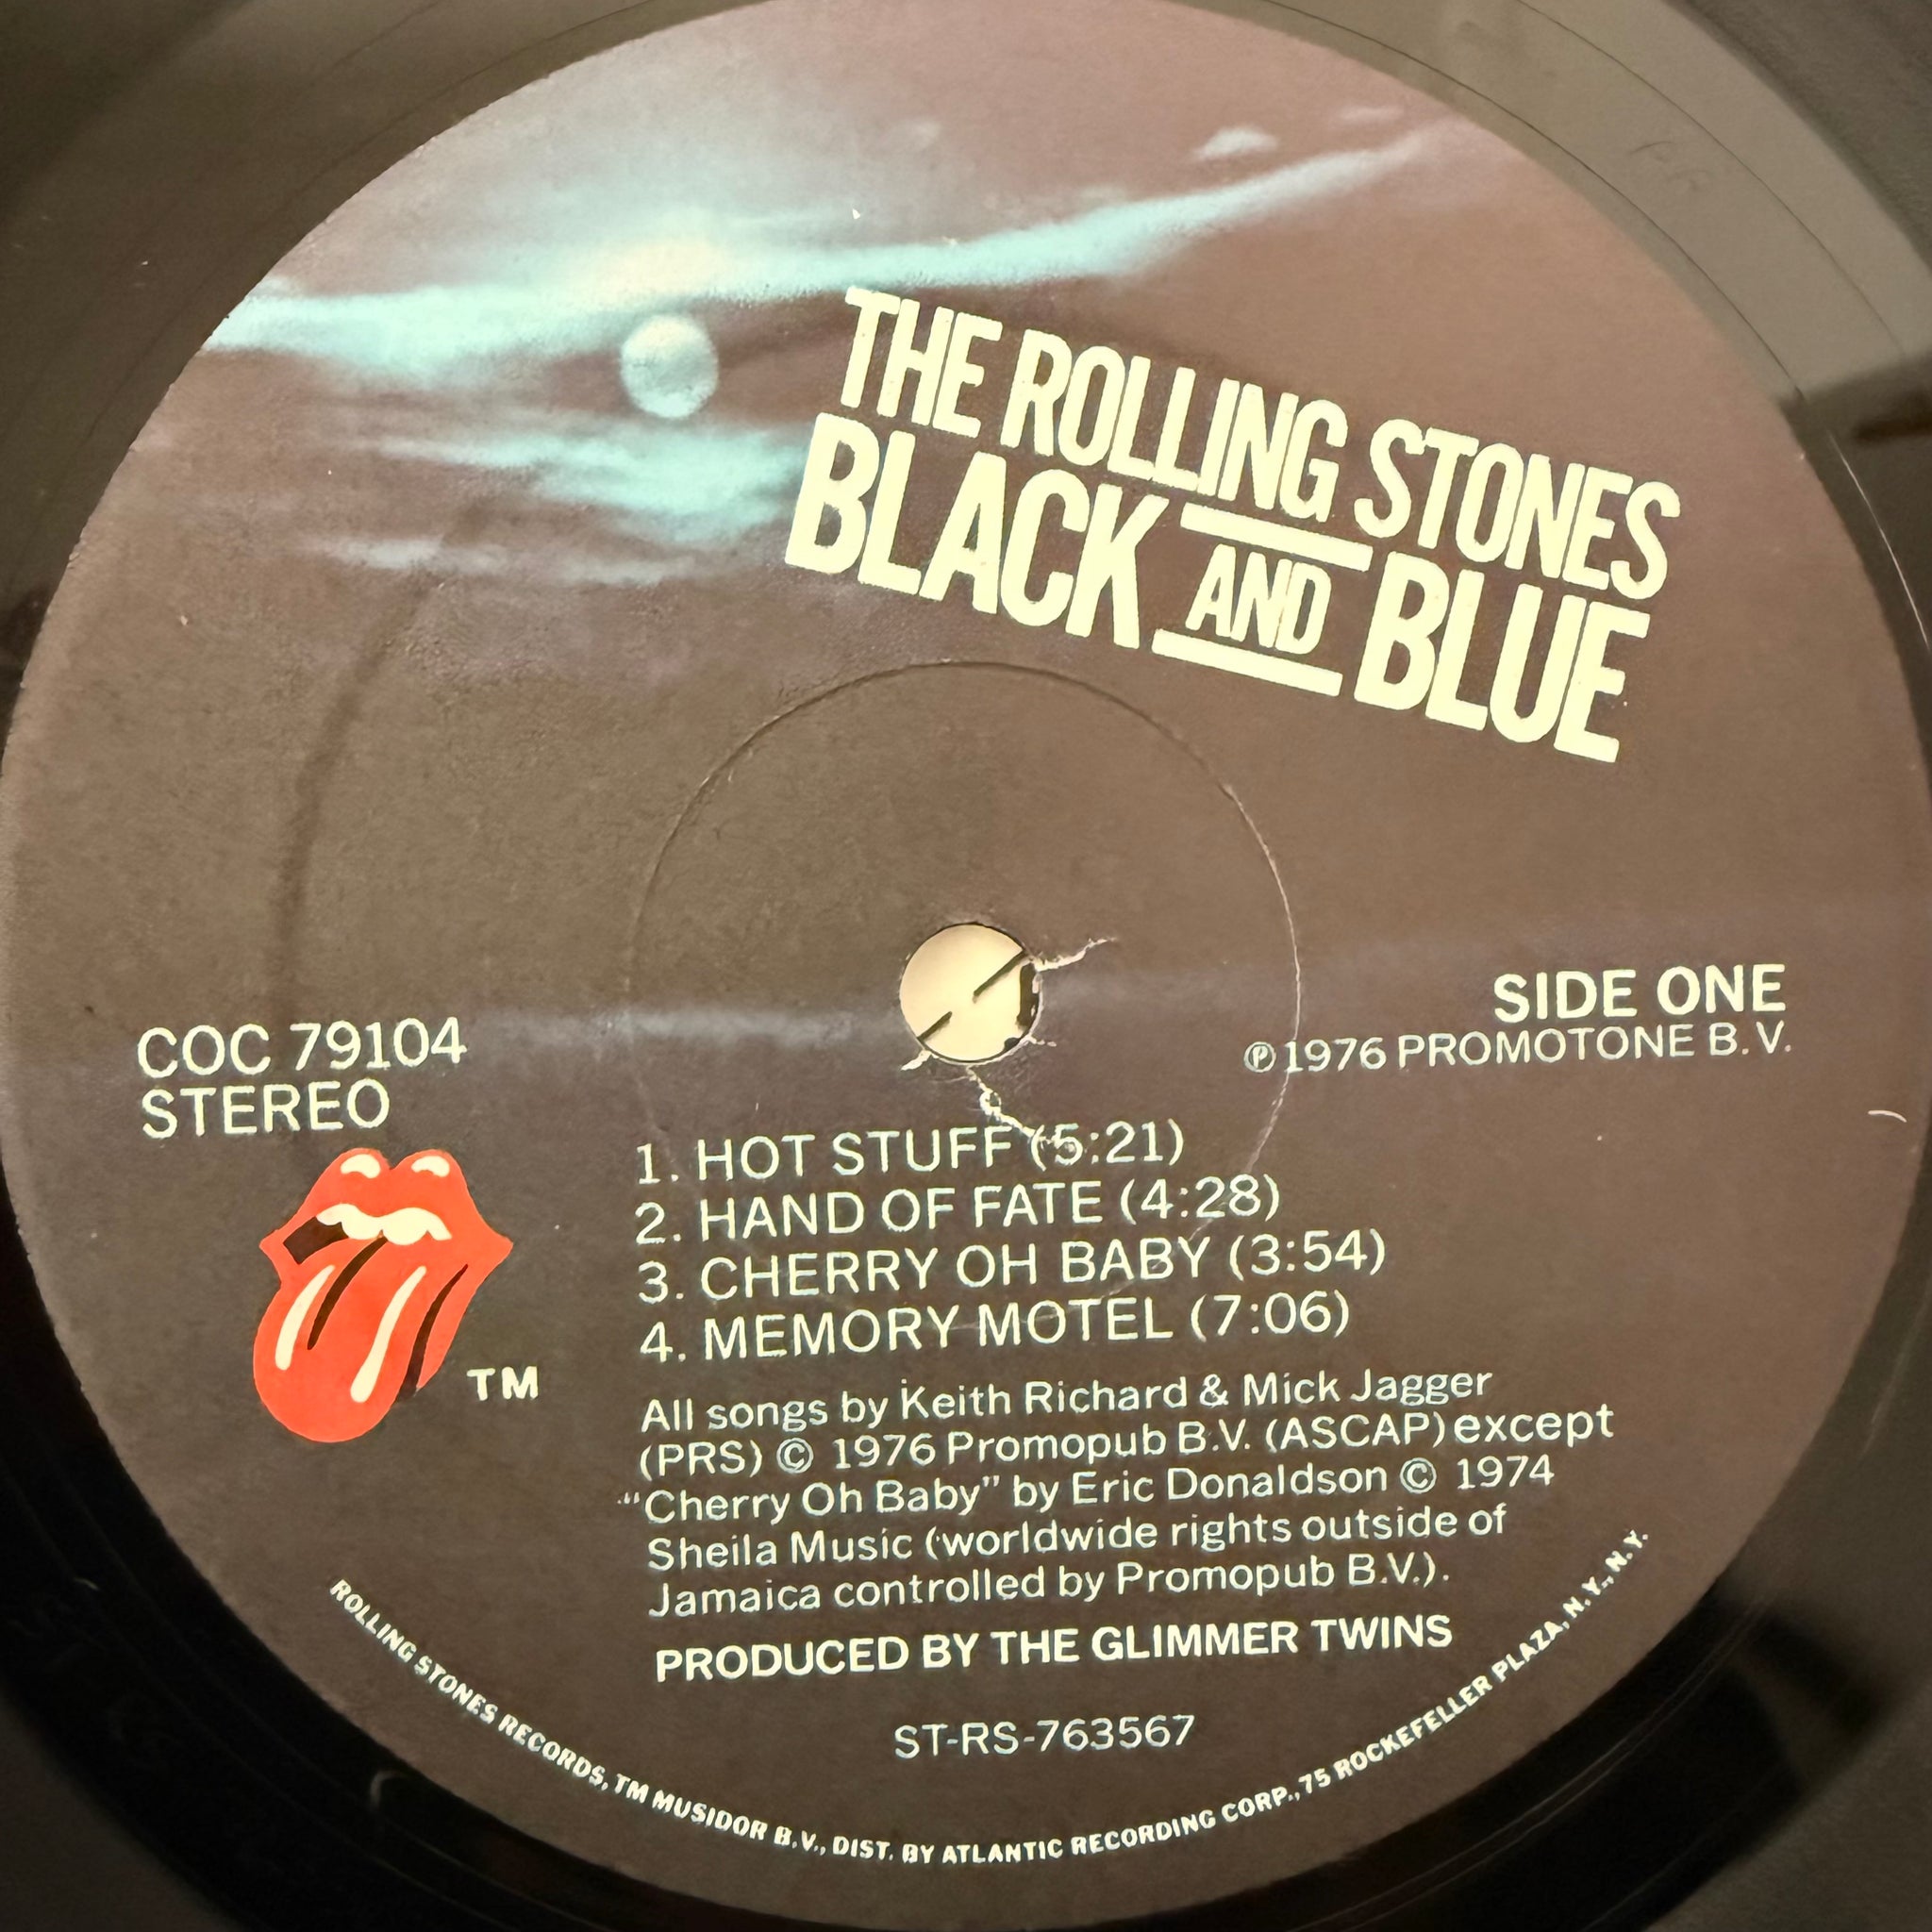 THE ROLLING STONES
BLACK AND BLUE
COC 79104
STEREO
SIDE ONE
℗1976 PROMOTONE B.V.
1. HOT STUFF (5:21)
2. HAND OF FATE (4:28)
3. CHERRY OH BABY (3:54)
4. MEMORY MOTEL (7:06)
TM
All songs by Keith Richard & Mick Jagger
(PRS) © 1976 Promopub B.V. (ASCAP) except
"Cherry Oh Baby" by Eric Donaldson © 1974
Sheila Music (worldwide rights outside of
Jamaica controlled by Promopub B.V.).
PRODUCED BY THE GLIMMER TWINS
ST-RS-763567
ROLLING STONES RECORDS, TM MUSIDOR B.V., DIST. BY ATLANTIC RECORDING CORP., 75 ROCKEFELLER PLAZA, N.Y., N.Y.